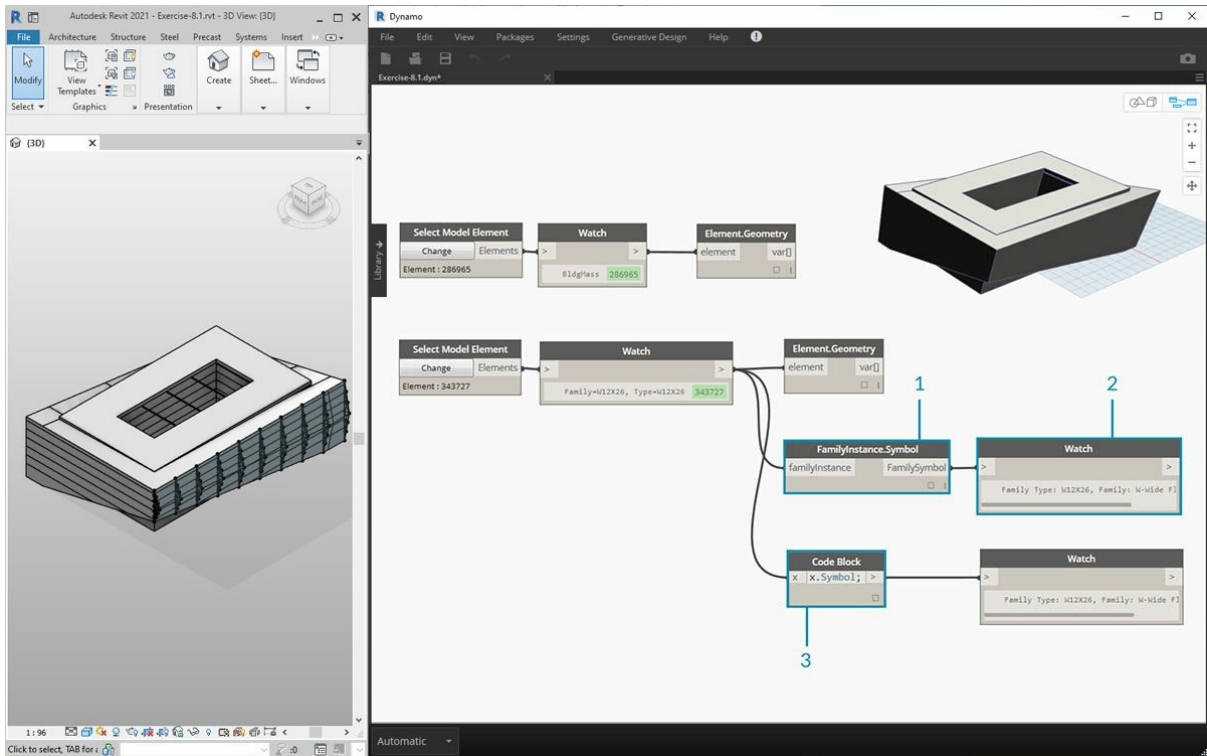 Autodesk Revit 2021 - Exercise-8.1.rvt - 3D View: {3D}
File Architecture Structure Steel Precast Systems Insert
Modify
View
Templates
Create
Sheet...
Windows
Select
Graphics
Presentation
{3D}
1 : 96
Click to select, TAB for a
:0
Dynamo
File Edit View Packages Settings Generative Design Help
Exercise-8.1.dyn*
Library
Select Model Element
Change Elements
Element : 286965
Watch
> >
BldgMass 286965
Element.Geometry
element var[]
Select Model Element
Change Elements
Element : 343727
Watch
> >
Family=W12X26, Type=W12X26 343727
Element.Geometry
element var[]
1
2
FamilyInstance.Symbol
familyInstance FamilySymbol
Watch
> >
Family Type: W12X26, Family: W-Wide Fl
Code Block
x x.Symbol; >
3
Watch
> >
Family Type: W12X26, Family: W-Wide Fl
Automatic